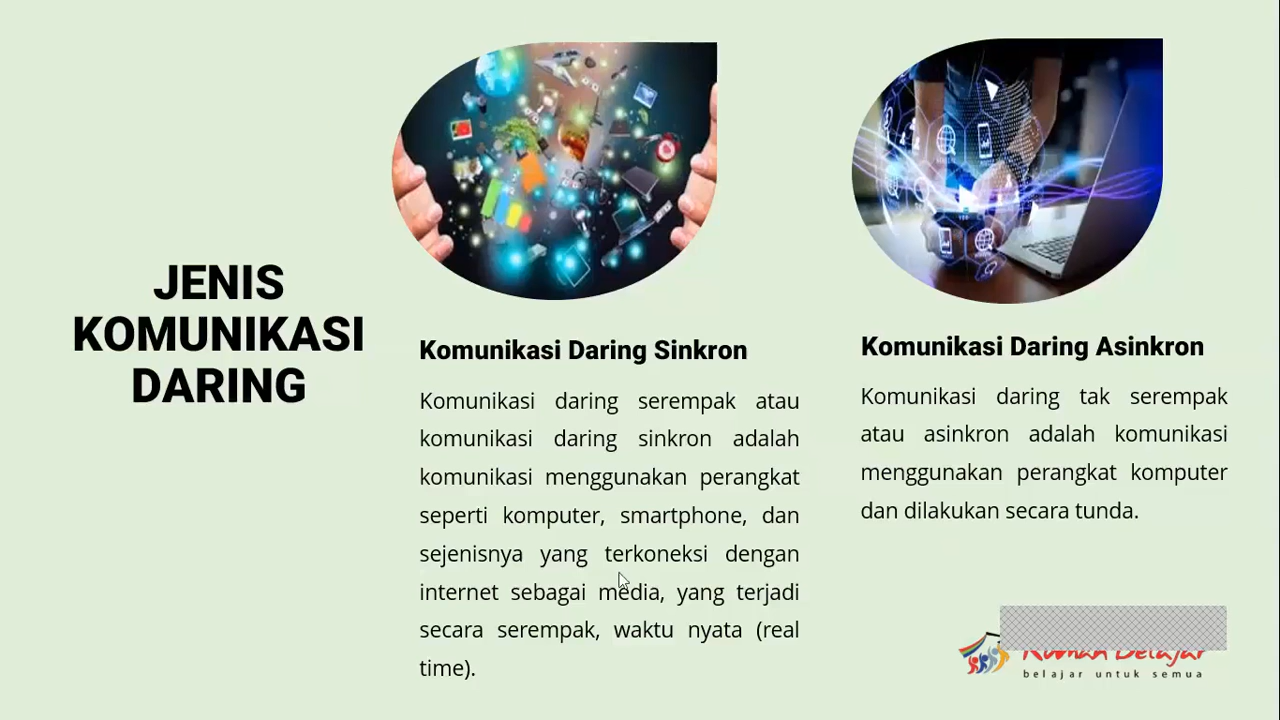 JENIS
KOMUNIKASI
DARING
Komunikasi Daring Sinkron
Komunikasi daring serempak atau
komunikasi daring sinkron adalah
komunikasi menggunakan perangkat
seperti komputer, smartphone, dan
sejenisnya yang terkoneksi dengan
internet sebagai media, yang terjadi
secara serempak, waktu nyata (real
time).
Komunikasi Daring Asinkron
Komunikasi daring tak serempak
atau asinkron adalah komunikasi
menggunakan perangkat komputer
dan dilakukan secara tunda.
belajar untuk semua